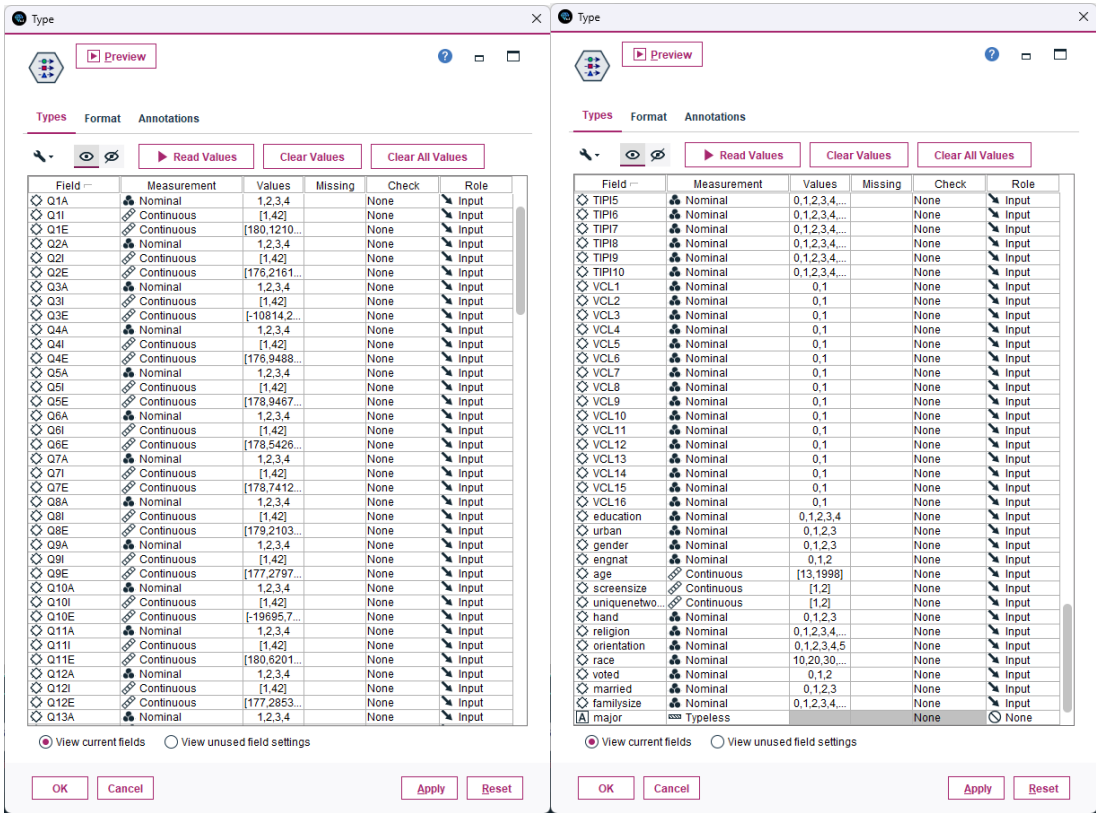 Type
Preview
Types Format Annotations
Read Values Clear Values Clear All Values
Field Measurement Values Missing Check Role
Q1A Nominal 1,2,3,4 None Input
Q1I Continuous [1,42] None Input
Q1E Continuous [180,1210... None Input
Q2A Nominal 1,2,3,4 None Input
Q2I Continuous [1,42] None Input
Q2E Continuous [176,2161... None Input
Q3A Nominal 1,2,3,4 None Input
Q3I Continuous [1,42] None Input
Q3E Continuous [-10814,2... None Input
Q4A Nominal 1,2,3,4 None Input
Q4I Continuous [1,42] None Input
Q4E Continuous [176,9488... None Input
Q5A Nominal 1,2,3,4 None Input
Q5I Continuous [1,42] None Input
Q5E Continuous [178,9467... None Input
Q6A Nominal 1,2,3,4 None Input
Q6I Continuous [1,42] None Input
Q6E Continuous [178,5426... None Input
Q7A Nominal 1,2,3,4 None Input
Q7I Continuous [1,42] None Input
Q7E Continuous [178,7412... None Input
Q8A Nominal 1,2,3,4 None Input
Q8I Continuous [1,42] None Input
Q8E Continuous [179,2103... None Input
Q9A Nominal 1,2,3,4 None Input
Q9I Continuous [1,42] None Input
Q9E Continuous [177,2797... None Input
Q10A Nominal 1,2,3,4 None Input
Q10I Continuous [1,42] None Input
Q10E Continuous [-19695,7... None Input
Q11A Nominal 1,2,3,4 None Input
Q11I Continuous [1,42] None Input
Q11E Continuous [180,6201... None Input
Q12A Nominal 1,2,3,4 None Input
Q12I Continuous [1,42] None Input
Q12E Continuous [177,2853... None Input
Q13A Nominal 1,2,3,4 None Input
View current fields View unused field settings
OK Cancel Apply Reset
Type
Preview
Types Format Annotations
Read Values Clear Values Clear All Values
Field Measurement Values Missing Check Role
TIPI5 Nominal 0,1,2,3,4,... None Input
TIPI6 Nominal 0,1,2,3,4,... None Input
TIPI7 Nominal 0,1,2,3,4,... None Input
TIPI8 Nominal 0,1,2,3,4,... None Input
TIPI9 Nominal 0,1,2,3,4,... None Input
TIPI10 Nominal 0,1,2,3,4,... None Input
VCL1 Nominal 0,1 None Input
VCL2 Nominal 0,1 None Input
VCL3 Nominal 0,1 None Input
VCL4 Nominal 0,1 None Input
VCL5 Nominal 0,1 None Input
VCL6 Nominal 0,1 None Input
VCL7 Nominal 0,1 None Input
VCL8 Nominal 0,1 None Input
VCL9 Nominal 0,1 None Input
VCL10 Nominal 0,1 None Input
VCL11 Nominal 0,1 None Input
VCL12 Nominal 0,1 None Input
VCL13 Nominal 0,1 None Input
VCL14 Nominal 0,1 None Input
VCL15 Nominal 0,1 None Input
VCL16 Nominal 0,1 None Input
education Nominal 0,1,2,3,4 None Input
urban Nominal 0,1,2,3 None Input
gender Nominal 0,1,2,3 None Input
engnat Nominal 0,1,2 None Input
age Continuous [13,1998] None Input
screensize Continuous [1,2] None Input
uniquenetwo... Continuous [1,2] None Input
hand Nominal 0,1,2,3 None Input
religion Nominal 0,1,2,3,4,... None Input
orientation Nominal 0,1,2,3,4,5 None Input
race Nominal 10,20,30,... None Input
voted Nominal 0,1,2 None Input
married Nominal 0,1,2,3 None Input
familysize Nominal 0,1,2,3,4,... None Input
A major Typeless None None
View current fields View unused field settings
OK Cancel Apply Reset